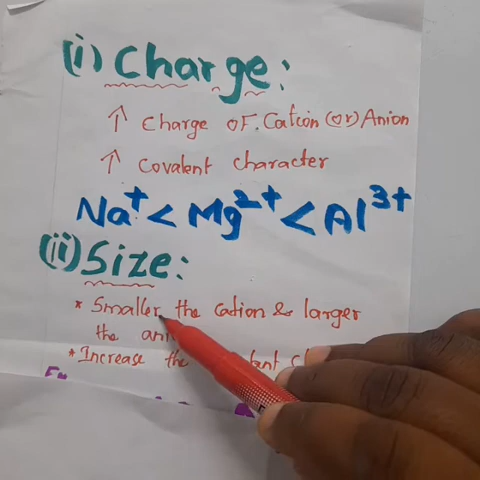 (i) Charge:
↑ charge of. Cation (or) Anion
↑ covalent character
Na⁺ < Mg²⁺ < Al³⁺
(ii) Size:
* Smaller the cation & larger
the
* Increase the